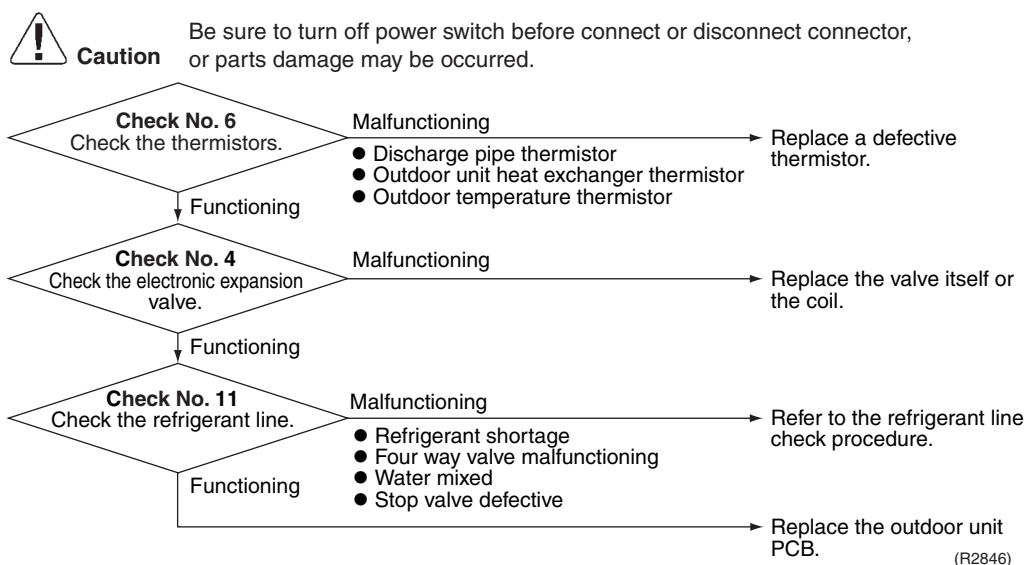 Be sure to turn off power switch before connect or disconnect connector,
Caution or parts damage may be occurred.
Check No. 6
Check the thermistors.
Malfunctioning
● Discharge pipe thermistor
● Outdoor unit heat exchanger thermistor
● Outdoor temperature thermistor
Replace a defective
thermistor.
Functioning
Check No. 4
Check the electronic expansion
valve.
Malfunctioning
Replace the valve itself or
the coil.
Functioning
Check No. 11
Check the refrigerant line.
Malfunctioning
● Refrigerant shortage
● Four way valve malfunctioning
● Water mixed
● Stop valve defective
Refer to the refrigerant line
check procedure.
Functioning
Replace the outdoor unit
PCB.
(R2846)